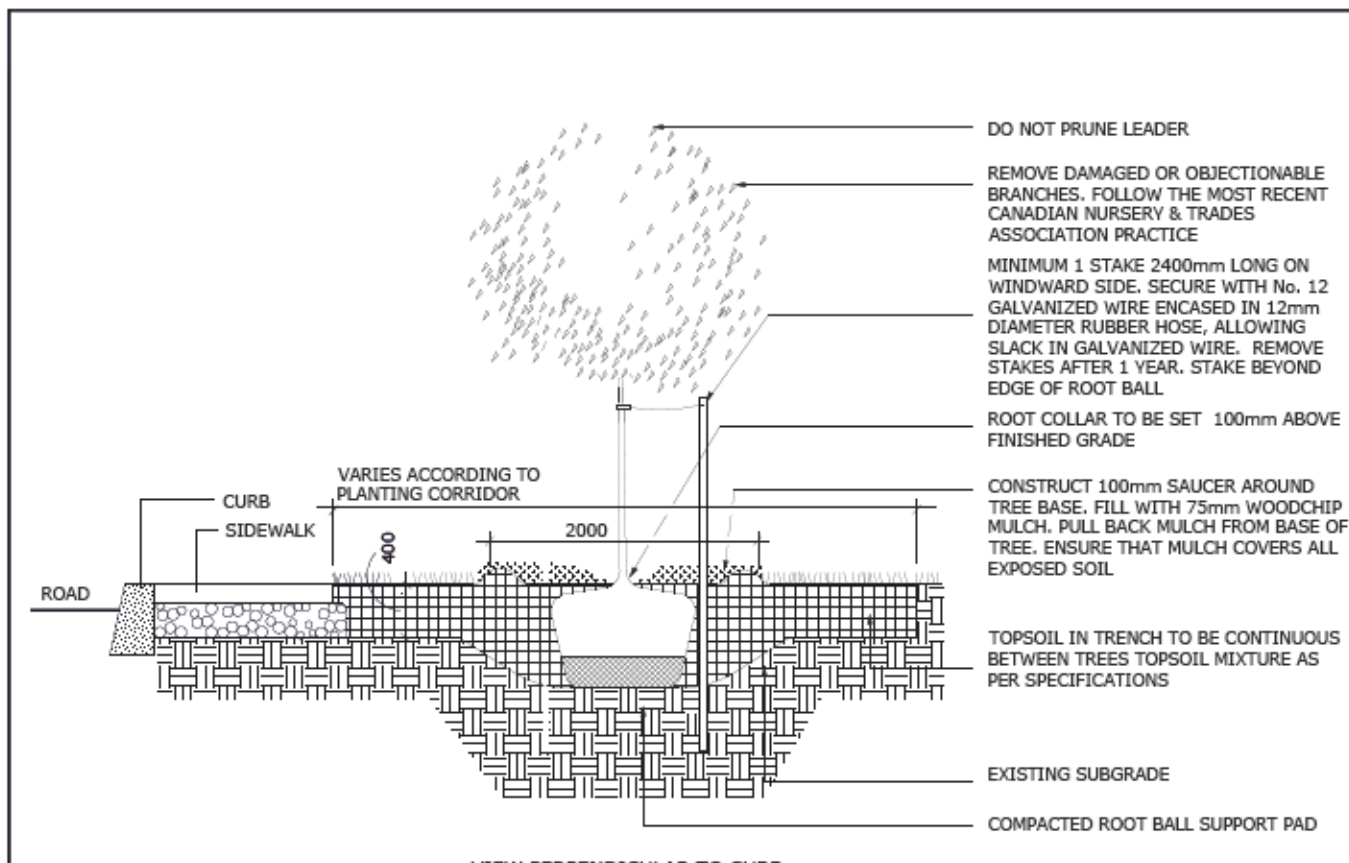 DO NOT PRUNE LEADER
REMOVE DAMAGED OR OBJECTIONABLE
BRANCHES. FOLLOW THE MOST RECENT
CANADIAN NURSERY & TRADES
ASSOCIATION PRACTICE
MINIMUM 1 STAKE 2400mm LONG ON
WINDWARD SIDE. SECURE WITH No. 12
GALVANIZED WIRE ENCASED IN 12mm
DIAMETER RUBBER HOSE, ALLOWING
SLACK IN GALVANIZED WIRE. REMOVE
STAKES AFTER 1 YEAR. STAKE BEYOND
EDGE OF ROOT BALL
ROOT COLLAR TO BE SET 100mm ABOVE
FINISHED GRADE
VARIES ACCORDING TO
PLANTING CORRIDOR
CURB
SIDEWALK
2000
400
ROAD
CONSTRUCT 100mm SAUCER AROUND
TREE BASE. FILL WITH 75mm WOODCHIP
MULCH. PULL BACK MULCH FROM BASE OF
TREE. ENSURE THAT MULCH COVERS ALL
EXPOSED SOIL
TOPSOIL IN TRENCH TO BE CONTINUOUS
BETWEEN TREES TOPSOIL MIXTURE AS
PER SPECIFICATIONS
EXISTING SUBGRADE
COMPACTED ROOT BALL SUPPORT PAD
VIEW PERPENDICULAR TO CURB